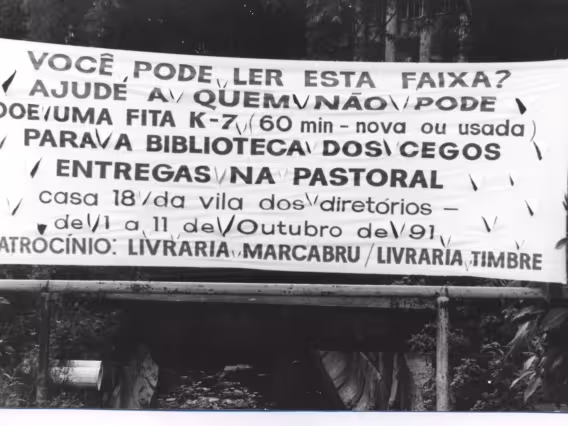 VOCÊ PODE LER ESTA FAIXA?
AJUDE A QUEM NÃO PODE
DOE UMA FITA K-7 (60 min - nova ou usada)
PARA A BIBLIOTECA DOS CEGOS
ENTREGAS NA PASTORAL
casa 18 da vila dos diretórios -
de 1 a 11 de Outubro de 91
ATROCÍNIO: LIVRARIA MARCABRU / LIVRARIA TIMBRE